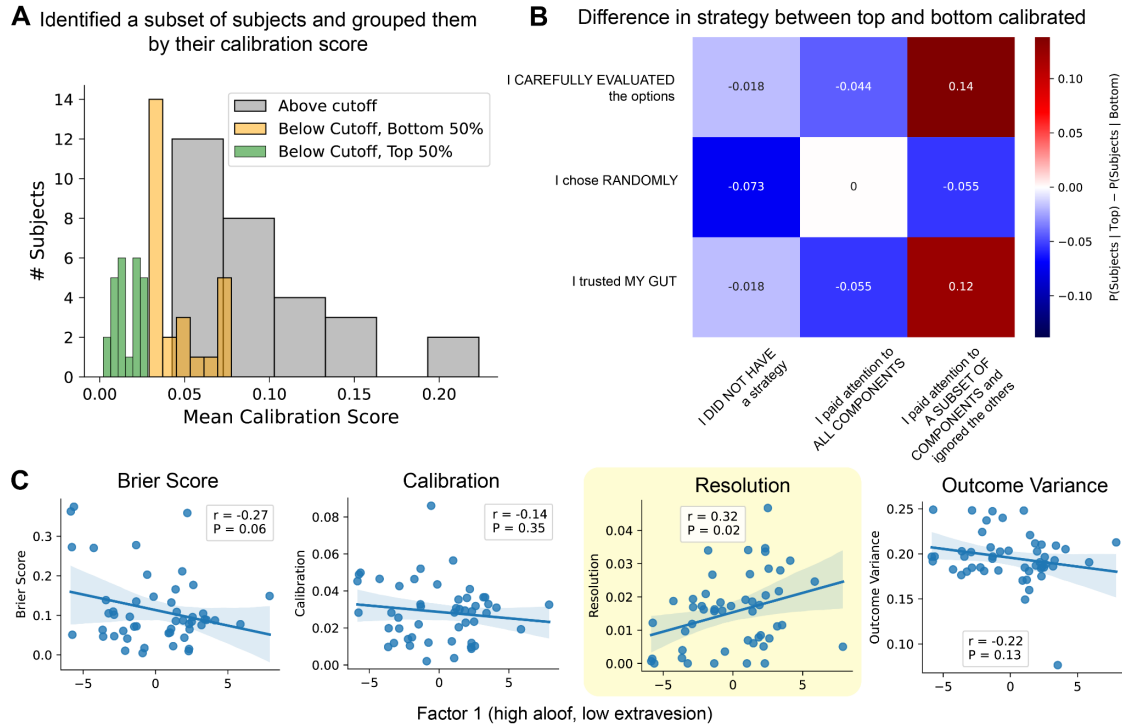 A
Identified a subset of subjects and grouped them
by their calibration score
# Subjects
14
12
10
8
6
4
2
0
Above cutoff
Below Cutoff, Bottom 50%
Below Cutoff, Top 50%
0.00
0.05
0.10
0.15
0.20
Mean Calibration Score
B
Difference in strategy between top and bottom calibrated
I CAREFULLY EVALUATED
the options
I chose RANDOMLY
I trusted MY GUT
-0.018
-0.044
0.14
-0.073
0
-0.055
-0.018
-0.055
0.12
I DID NOT HAVE
a strategy
I paid attention to
ALL COMPONENTS
I paid attention to
A SUBSET OF
COMPONENTS and
ignored the others
0.10
0.05
0.00
−0.05
−0.10
P(Subjects | Top) − P(Subjects | Bottom)
C
Brier Score
r = -0.27
P = 0.06
Brier Score
0.3
0.2
0.1
0.0
−5
0
5
Calibration
r = -0.14
P = 0.35
Calibration
0.08
0.06
0.04
0.02
0.00
−5
0
5
Resolution
r = 0.32
P = 0.02
Resolution
0.04
0.03
0.02
0.01
0.00
−5
0
5
Outcome Variance
r = -0.22
P = 0.13
Outcome Variance
0.25
0.20
0.15
0.10
−5
0
5
Factor 1 (high aloof, low extravesion)